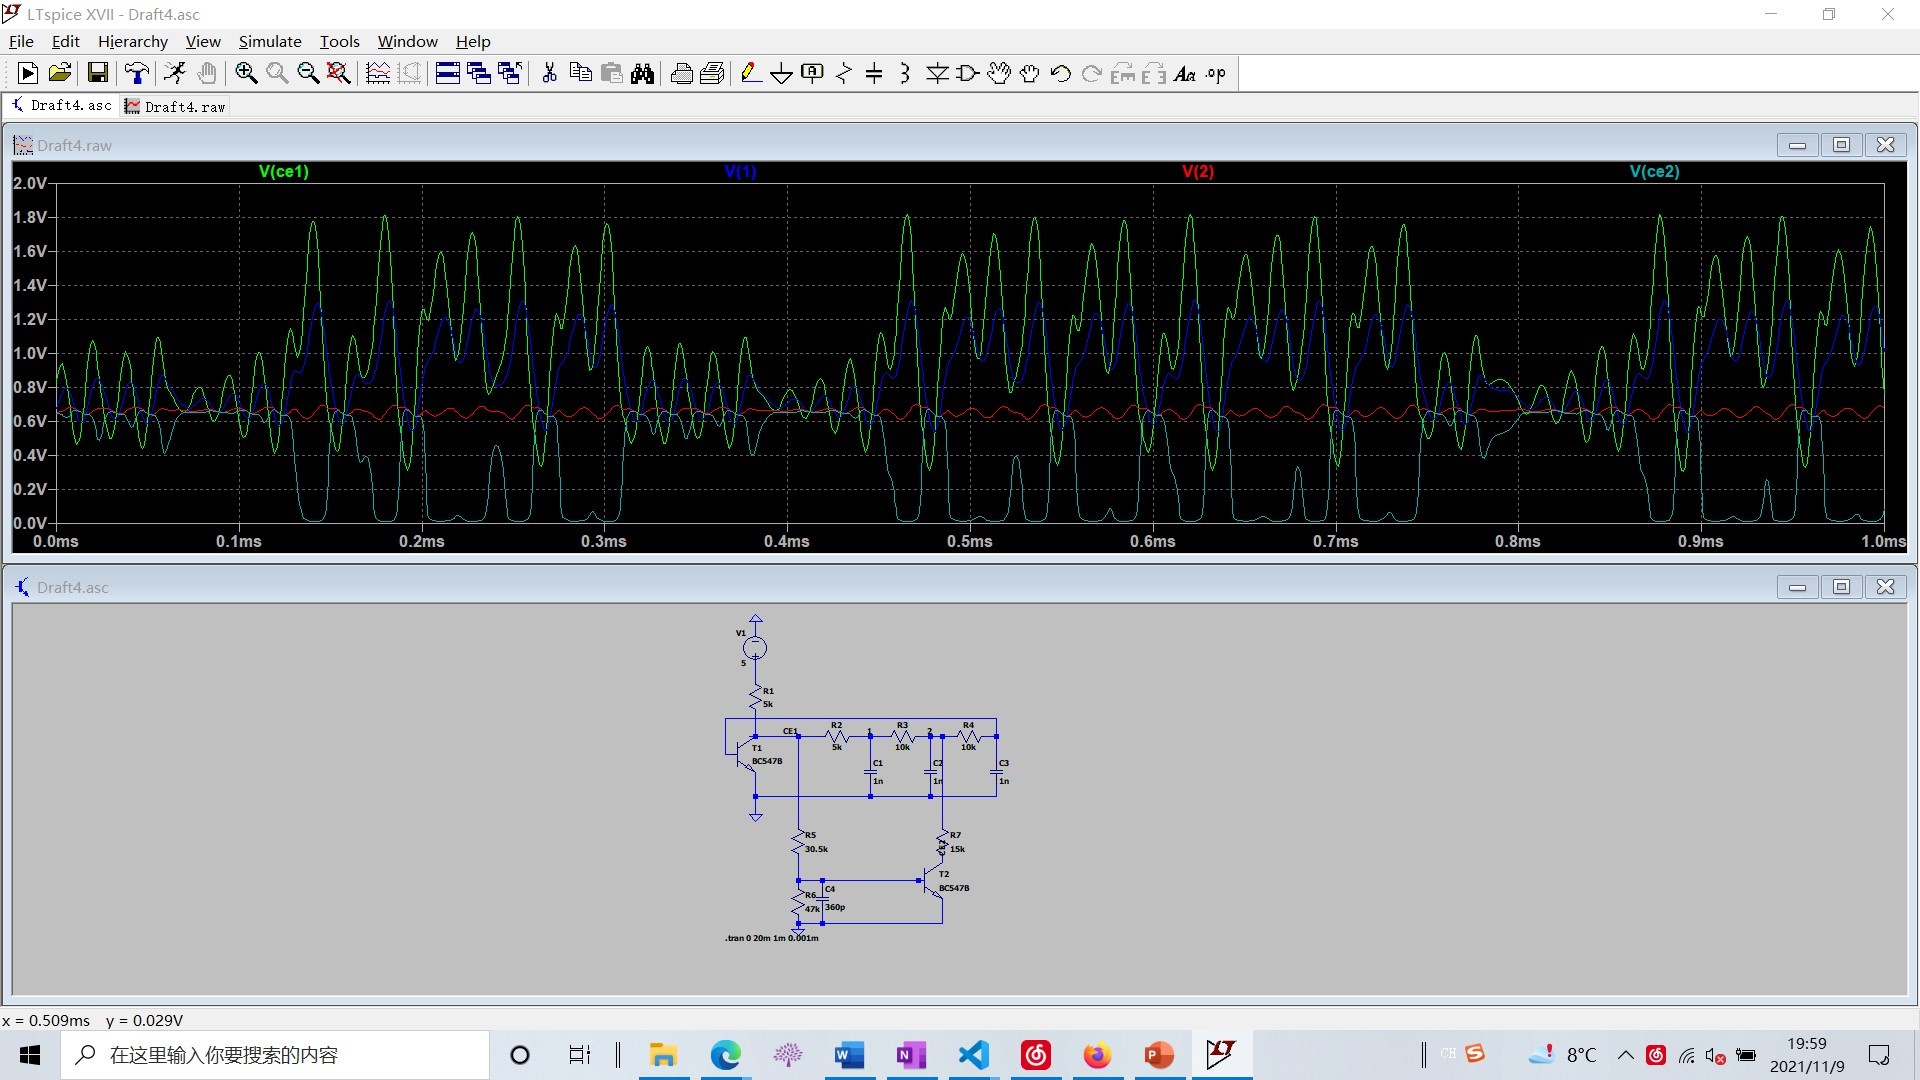 LTspice XVII - Draft4.asc
File Edit Hierarchy View Simulate Tools Window Help
Draft4.asc Draft4.raw
Draft4.raw
V(ce1) V(1) V(2) V(ce2)
2.0V
1.8V
1.6V
1.4V
1.2V
1.0V
0.8V
0.6V
0.4V
0.2V
0.0V
0.0ms 0.1ms 0.2ms 0.3ms 0.4ms 0.5ms 0.6ms 0.7ms 0.8ms 0.9ms 1.0ms
Draft4.asc
V1
5
R1
5k
CE1 R2 1 R3 2 R4
5k 10k 10k
T1
BC547B
C1 C2 C3
1n 1n 1n
R5 R7
30.5k 15k
CE2
T2
BC547B
R6 C4
47k 360p
.tran 0 20m 1m 0.001m
x = 0.509ms y = 0.029V
在这里输入你要搜索的内容
CH
8°C
19:59
2021/11/9